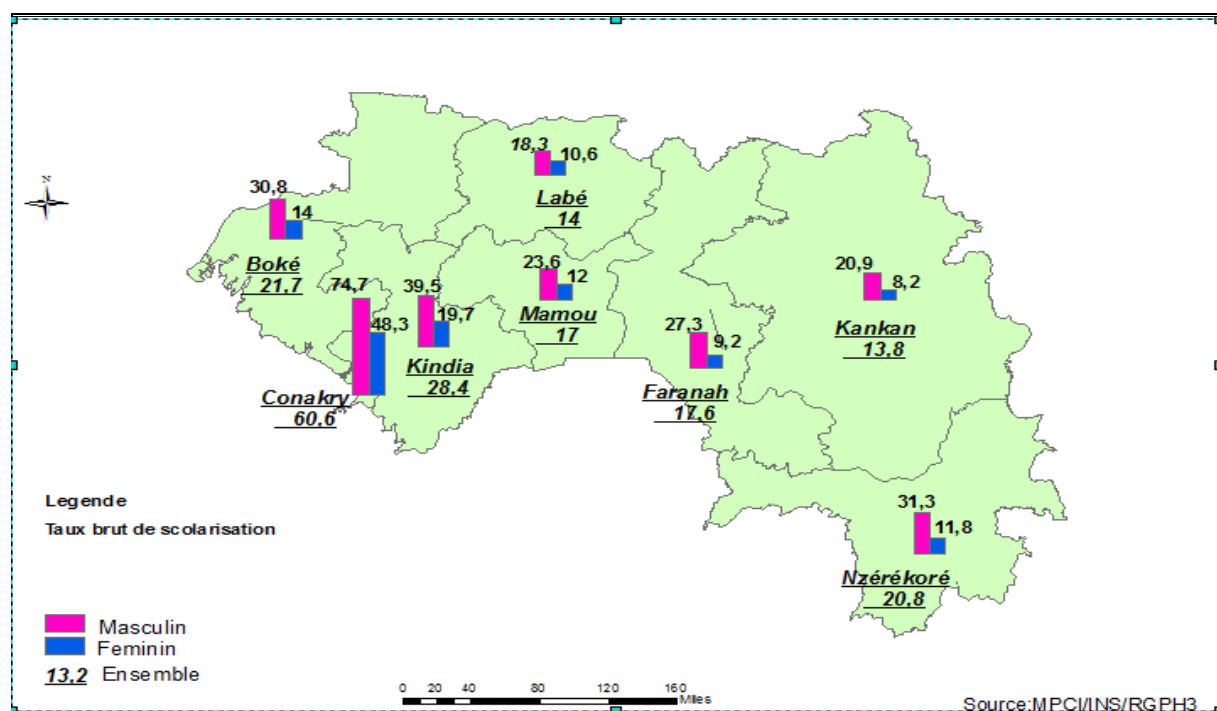 N
18,3
10,6
Labé
14
30,8
14
Boké
21,7
74,7
48,3
Conakry
60,6
39,5
19,7
Kindia
28,4
23,6
12
Mamou
17
27,3
9,2
Faranah
17,6
20,9
8,2
Kankan
13,8
31,3
11,8
Nzérékoré
20,8
Legende
Taux brut de scolarisation
Masculin
Feminin
13,2 Ensemble
0 20 40 80 120 160
Miles
Source:MPCI/INS/RGPH3